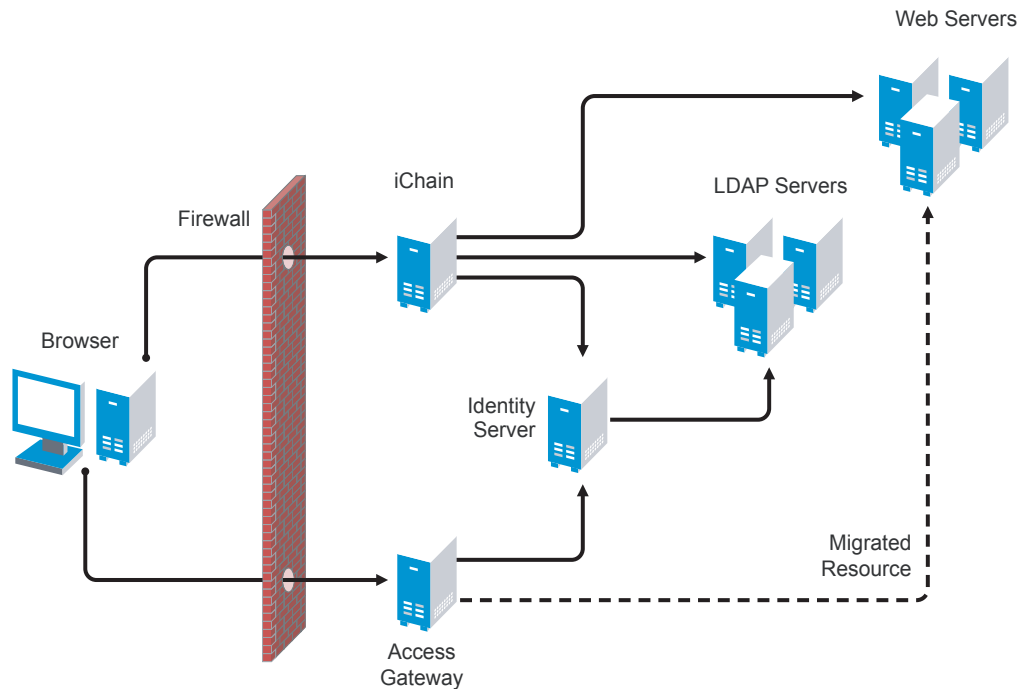 Web Servers
iChain
LDAP Servers
Firewall
Browser
Identity
Server
Migrated
Resource
Access
Gateway